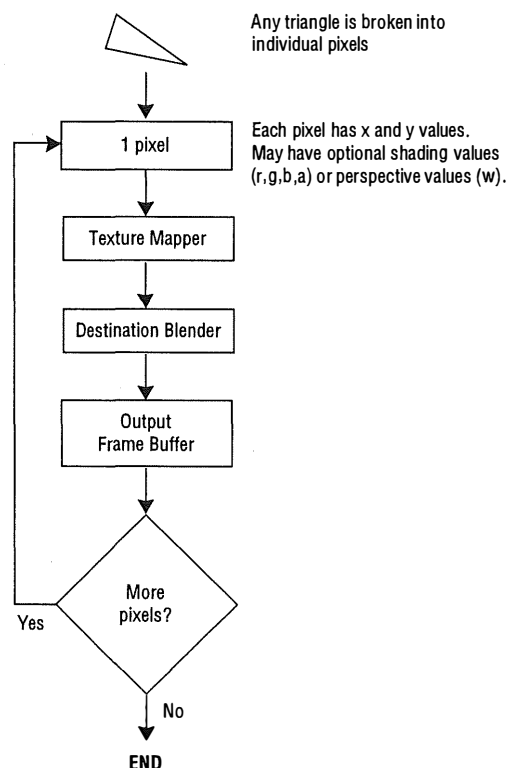 Any triangle is broken into
individual pixels
1 pixel
Each pixel has x and y values.
May have optional shading values
(r,g,b,a) or perspective values (w).
Texture Mapper
Destination Blender
Output
Frame Buffer
More
pixels?
Yes
No
END